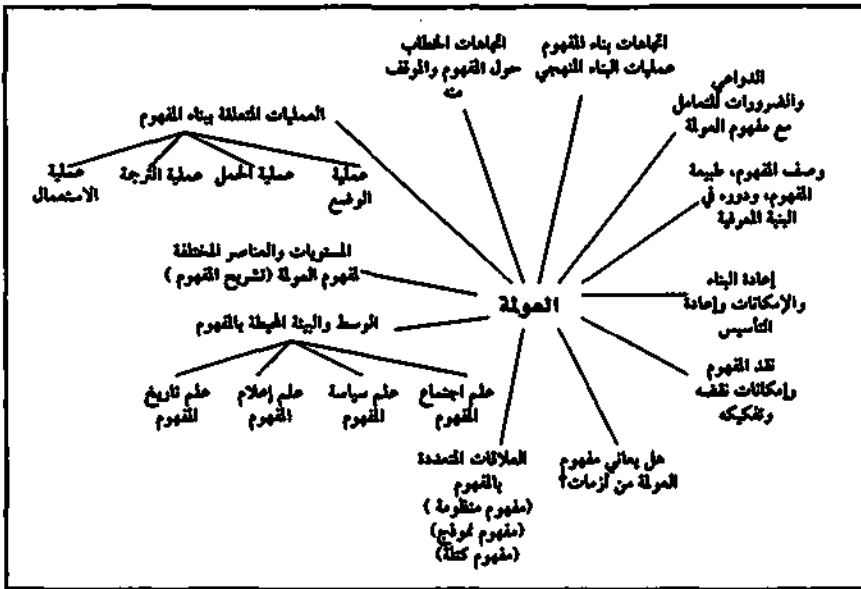 اتجاهات بناء المفهوم
عمليات البناء المنهجي
اتجاهات الخطاب
حول المفهوم والموقف
منه
الدواعي
والضرورات للتعامل
مع مفهوم العولمة
العمليات المتعلقة ببناء المفهوم
عملية
الوضع
عملية الحمل
عملية الترجمة
عملية
الاستعمال
وصف المفهوم، طبيعة
المفهوم، ودوره في
البنية المعرفية
المستويات والعناصر المختلفة
لمفهوم العولمة (تشريح المفهوم)
العولمة
إعادة البناء
والإمكانات وإعادة
التأسيس
الوسط والبيئة المحيطة بالمفهوم
علم اجتماع
المفهوم
علم سياسة
المفهوم
علم إعلام
المفهوم
علم تاريخ
المفهوم
نقد المفهوم
وإمكانات نقضه
وتفكيكه
هل يعاني مفهوم
العولمة من أزمات؟
العلاقات المتعددة
بالمفهوم
(مفهوم منظومة)
(مفهوم نموذج)
(مفهوم كتلة)